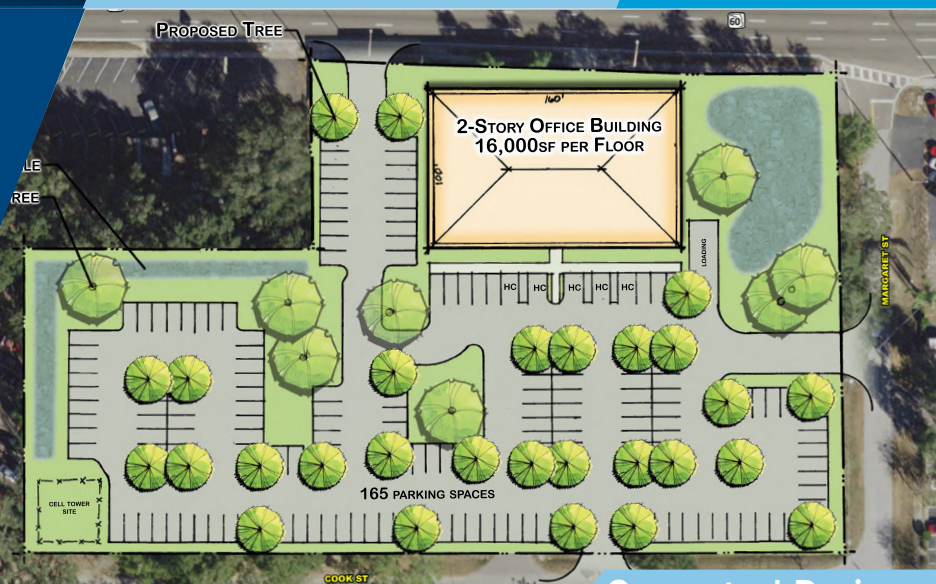 60
PROPOSED TREE
160'
2-STORY OFFICE BUILDING
16,000SF PER FLOOR
100'
LOADING
MARGARET ST
HC HC HC HC HC
165 PARKING SPACES
CELL TOWER
SITE
COOK ST